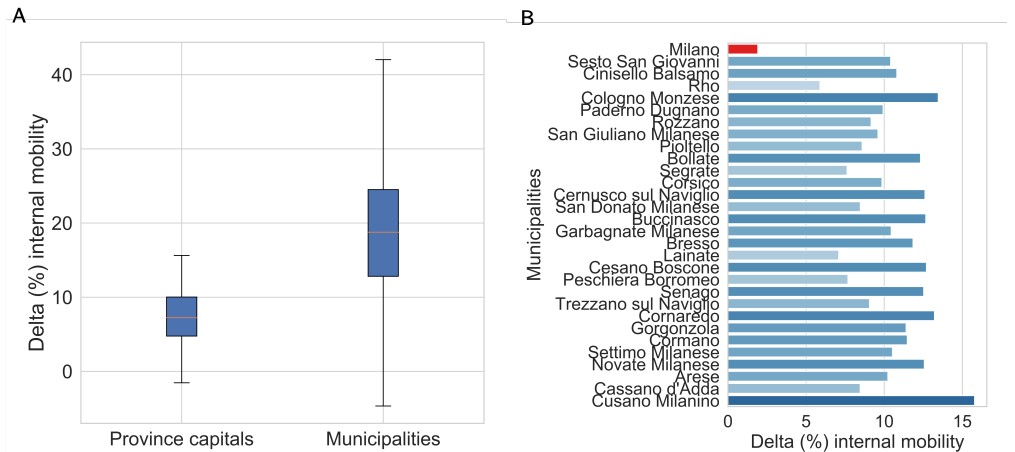 A
Delta (%) internal mobility
40
30
20
10
0
Province capitals
Municipalities
B
Municipalities
Milano
Sesto San Giovanni
Cinisello Balsamo
Rho
Cologno Monzese
Paderno Dugnano
Rozzano
San Giuliano Milanese
Pioltello
Bollate
Segrate
Corsico
Cernusco sul Naviglio
San Donato Milanese
Buccinasco
Garbagnate Milanese
Bresso
Lainate
Cesano Boscone
Peschiera Borromeo
Senago
Trezzano sul Naviglio
Cornaredo
Gorgonzola
Cormano
Settimo Milanese
Novate Milanese
Arese
Cassano d'Adda
Cusano Milanino
0 5 10 15
Delta (%) internal mobility